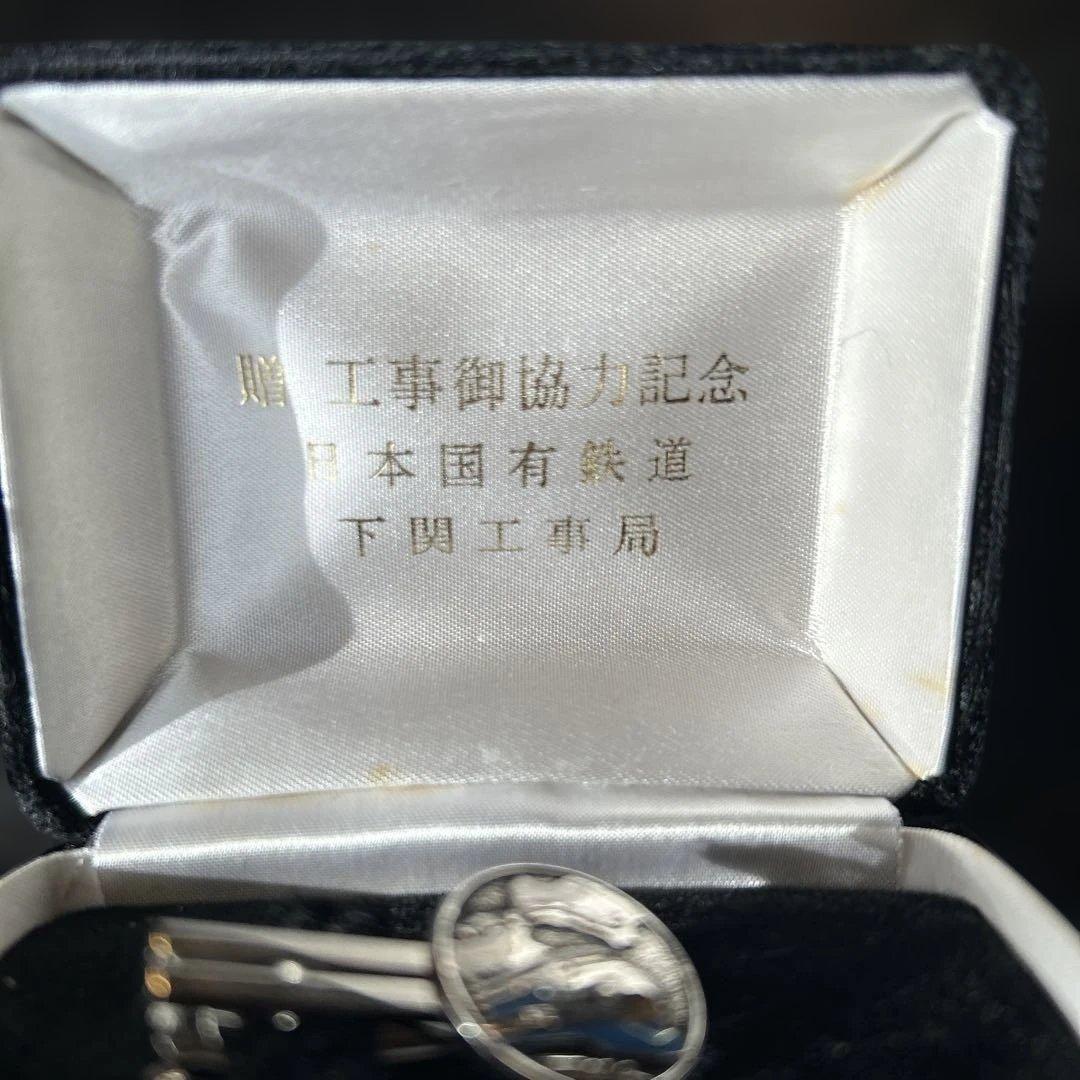 贈 工事御協力記念
日本国有鉄道
下関工事局